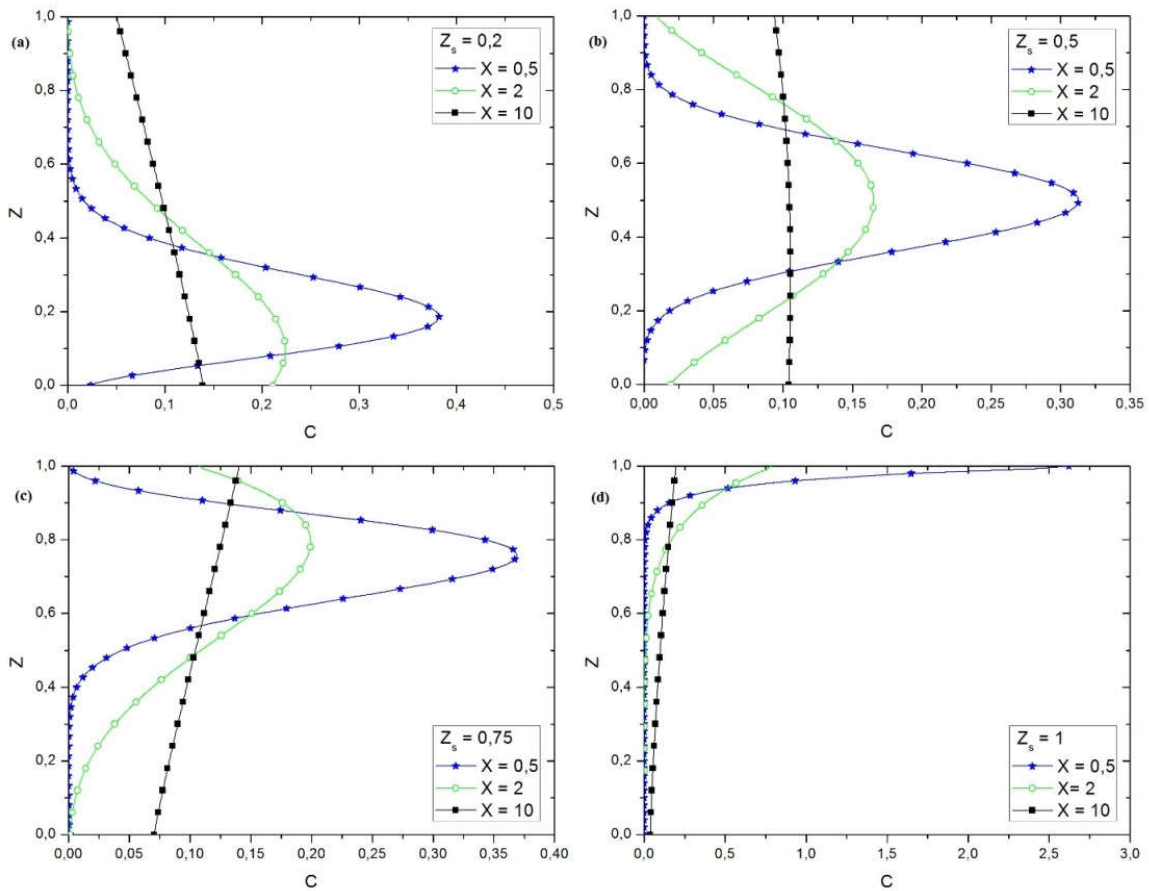 (a)
Z_s = 0,2
X = 0,5
X = 2
X = 10
1,0
0,8
0,6
0,4
0,2
0,0
Z
0,0 0,1 0,2 0,3 0,4 0,5
C
(b)
Z_s = 0,5
X = 0,5
X = 2
X = 10
1,0
0,8
0,6
0,4
0,2
0,0
Z
0,00 0,05 0,10 0,15 0,20 0,25 0,30 0,35
C
(c)
Z_s = 0,75
X = 0,5
X = 2
X = 10
1,0
0,8
0,6
0,4
0,2
0,0
Z
0,00 0,05 0,10 0,15 0,20 0,25 0,30 0,35 0,40
C
(d)
Z_s = 1
X = 0,5
X= 2
X = 10
1,0
0,8
0,6
0,4
0,2
0,0
Z
0,0 0,5 1,0 1,5 2,0 2,5 3,0
C